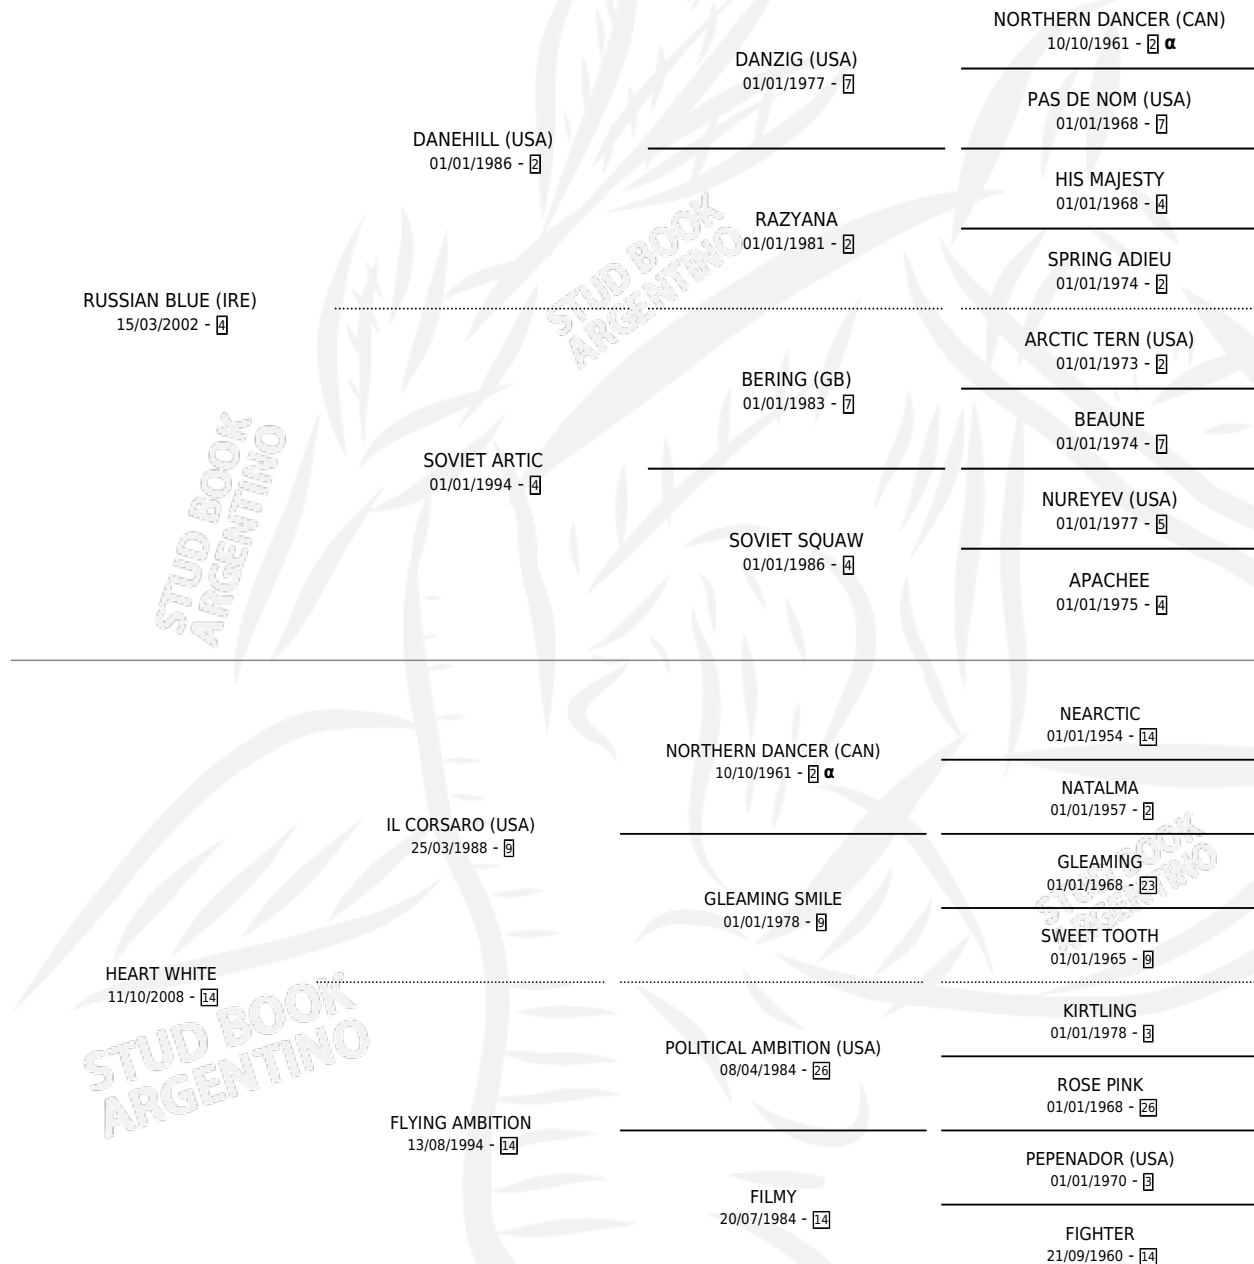 NORTHERN DANCER (CAN)
10/10/1961 - 2 α
DANZIG (USA)
01/01/1977 - 7
PAS DE NOM (USA)
01/01/1968 - 7
DANEHILL (USA)
01/01/1986 - 2
HIS MAJESTY
01/01/1968 - 4
RAZYANA
01/01/1981 - 2
SPRING ADIEU
01/01/1974 - 2
RUSSIAN BLUE (IRE)
15/03/2002 - 4
ARCTIC TERN (USA)
01/01/1973 - 2
BERING (GB)
01/01/1983 - 7
BEAUNE
01/01/1974 - 7
SOVIET ARTIC
01/01/1994 - 4
NUREYEV (USA)
01/01/1977 - 5
SOVIET SQUAW
01/01/1986 - 4
APACHEE
01/01/1975 - 4
NEARCTIC
01/01/1954 - 14
NORTHERN DANCER (CAN)
10/10/1961 - 2 α
NATALMA
01/01/1957 - 2
IL CORSARO (USA)
25/03/1988 - 9
GLEAMING
01/01/1968 - 23
GLEAMING SMILE
01/01/1978 - 9
SWEET TOOTH
01/01/1965 - 9
HEART WHITE
11/10/2008 - 14
KIRTLING
01/01/1978 - 3
POLITICAL AMBITION (USA)
08/04/1984 - 26
ROSE PINK
01/01/1968 - 26
FLYING AMBITION
13/08/1994 - 14
PEPENADOR (USA)
01/01/1970 - 3
FILMY
20/07/1984 - 14
FIGHTER
21/09/1960 - 14
STUD BOOK
ARGENTINO
STUD BOOK
ARGENTINO
STUD BOOK
ARGENTINO
STUD BOOK
ARGENTINO